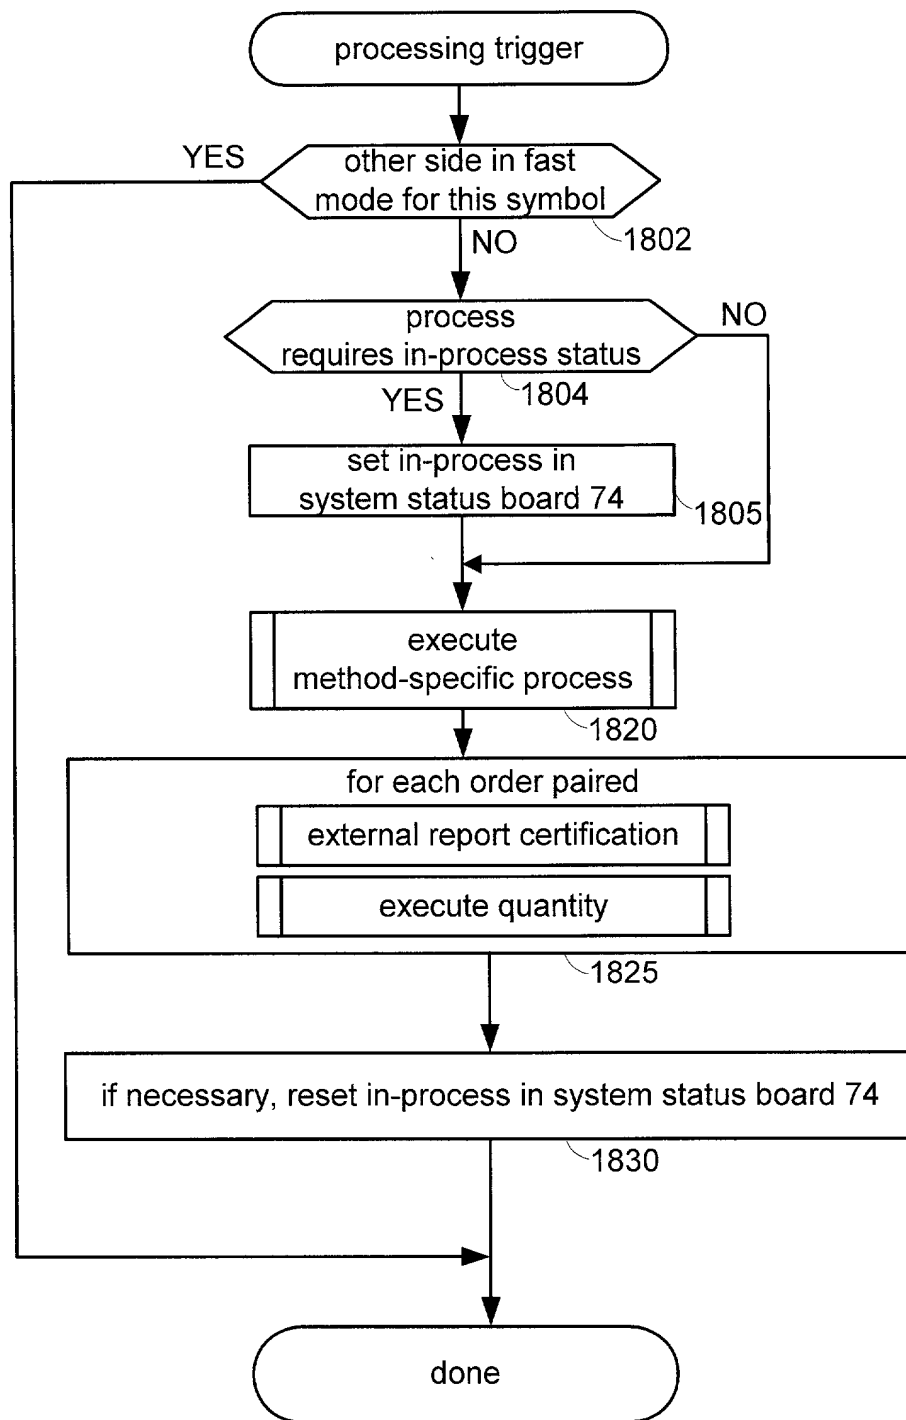 processing trigger
YES
other side in fast
mode for this symbol
1802
NO
process
requires in-process status
NO
1804
YES
set in-process in
system status board 74
1805
execute
method-specific process
1820
for each order paired
external report certification
execute quantity
1825
if necessary, reset in-process in system status board 74
1830
done